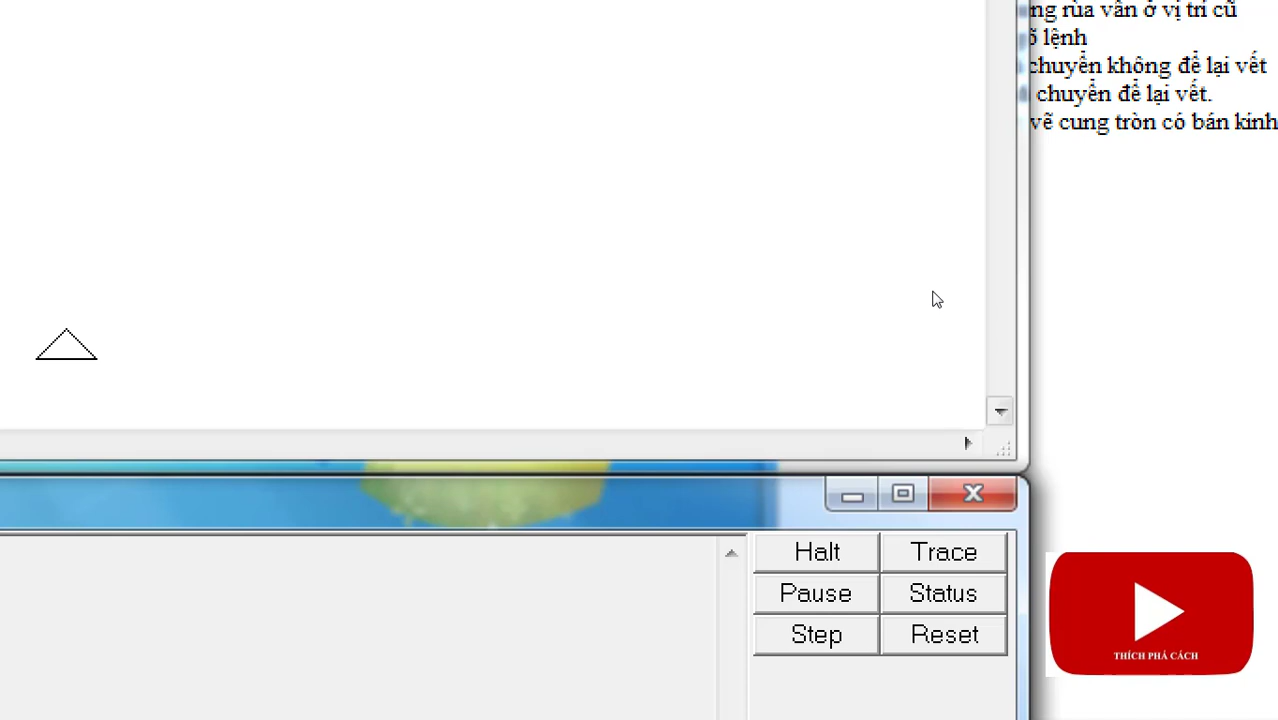 ng rùa vẫn ở vị trí cũ
lệnh
chuyển không để lại vết
chuyển để lại vết.
vẽ cung tròn có bán kính
Halt
Trace
Pause
Status
Step
Reset
THÍCH PHÁ CÁCH